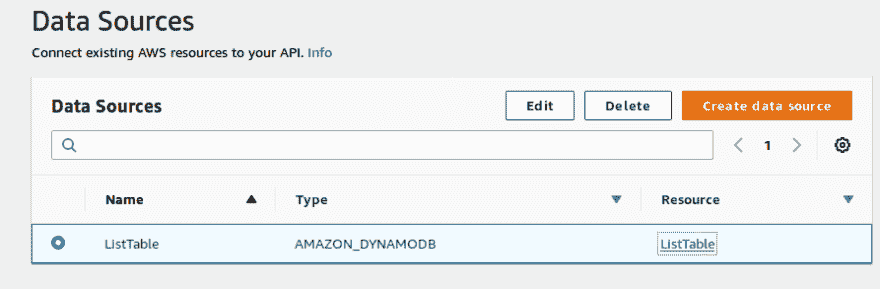 Data Sources
Connect existing AWS resources to your API. Info
Data Sources
Edit
Delete
Create data source
1
Name
Type
Resource
ListTable
AMAZON_DYNAMODB
ListTable